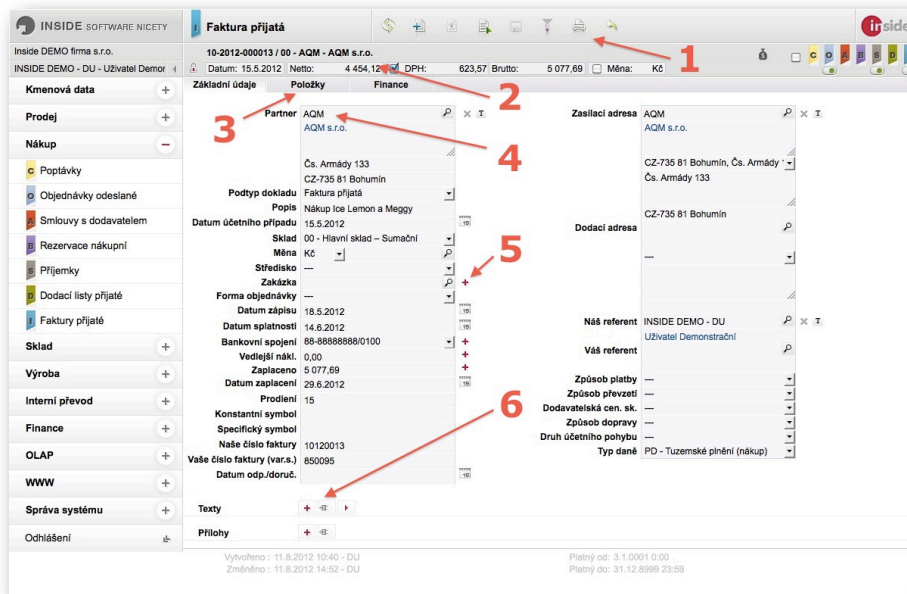 INSIDE SOFTWARE NICETY
Faktura přijatá
inside
Inside DEMO firma s.r.o.
10-2012-000013 / 00 - AQM - AQM s.r.o.
INSIDE DEMO - DU - Uživatel Demor
Datum: 15.5.2012 Netto: 4 454,12 DPH: 623,57 Brutto: 5 077,69 Měna: Kč
C O A B S D
1
2
3
4
5
6
Kmenová data
Prodej
Nákup
C Poptávky
O Objednávky odeslané
A Smlouvy s dodavatelem
B Rezervace nákupní
S Příjemky
D Dodací listy přijaté
I Faktury přijaté
Sklad
Výroba
Interní převod
Finance
OLAP
WWW
Správa systému
Odhlášení
Základní údaje Položky Finance
Partner AQM
AQM s.r.o.
Čs. Armády 133
CZ-735 81 Bohumín
Podtyp dokladu Faktura přijatá
Popis Nákup Ice Lemon a Meggy
Datum účetního případu 15.5.2012
Sklad 00 - Hlavní sklad – Sumační
Měna Kč
Středisko ---
Zakázka
Forma objednávky ---
Datum zápisu 18.5.2012
Datum splatnosti 14.6.2012
Bankovní spojení 88-88888888/0100
Vedlejší nákl. 0,00
Zaplaceno 5 077,69
Datum zaplacení 29.6.2012
Prodlení 15
Konstantní symbol
Specifický symbol
Naše číslo faktury 10120013
Vaše číslo faktury (var.s.) 850095
Datum odp./doruč.
Zasílací adresa AQM
AQM s.r.o.
CZ-735 81 Bohumín, Čs. Armády
Čs. Armády 133
CZ-735 81 Bohumín
Dodací adresa
---
Náš referent INSIDE DEMO - DU
Uživatel Demonstrační
Váš referent
Způsob platby ---
Způsob převzetí ---
Dodavatelská cen. sk. ---
Způsob dopravy ---
Druh účetního pohybu ---
Typ daně PD - Tuzemské plnění (nákup)
Texty
Přílohy
Vytvořeno : 11.8.2012 10:40 - DU
Změněno : 11.8.2012 14:52 - DU
Platný od: 3.1.0001 0:00
Platný do: 31.12.8999 23:59